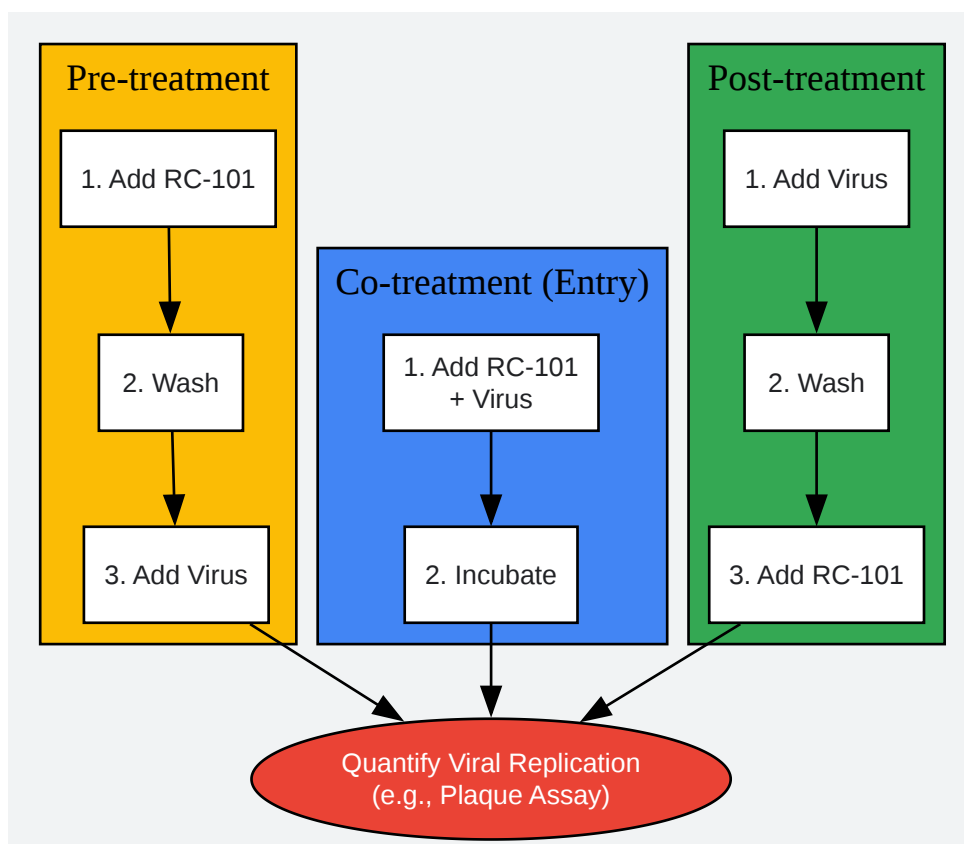 Pre-treatment
1. Add RC-101
2. Wash
3. Add Virus
Co-treatment (Entry)
1. Add RC-101
+ Virus
2. Incubate
Post-treatment
1. Add Virus
2. Wash
3. Add RC-101
Quantify Viral Replication
(e.g., Plaque Assay)